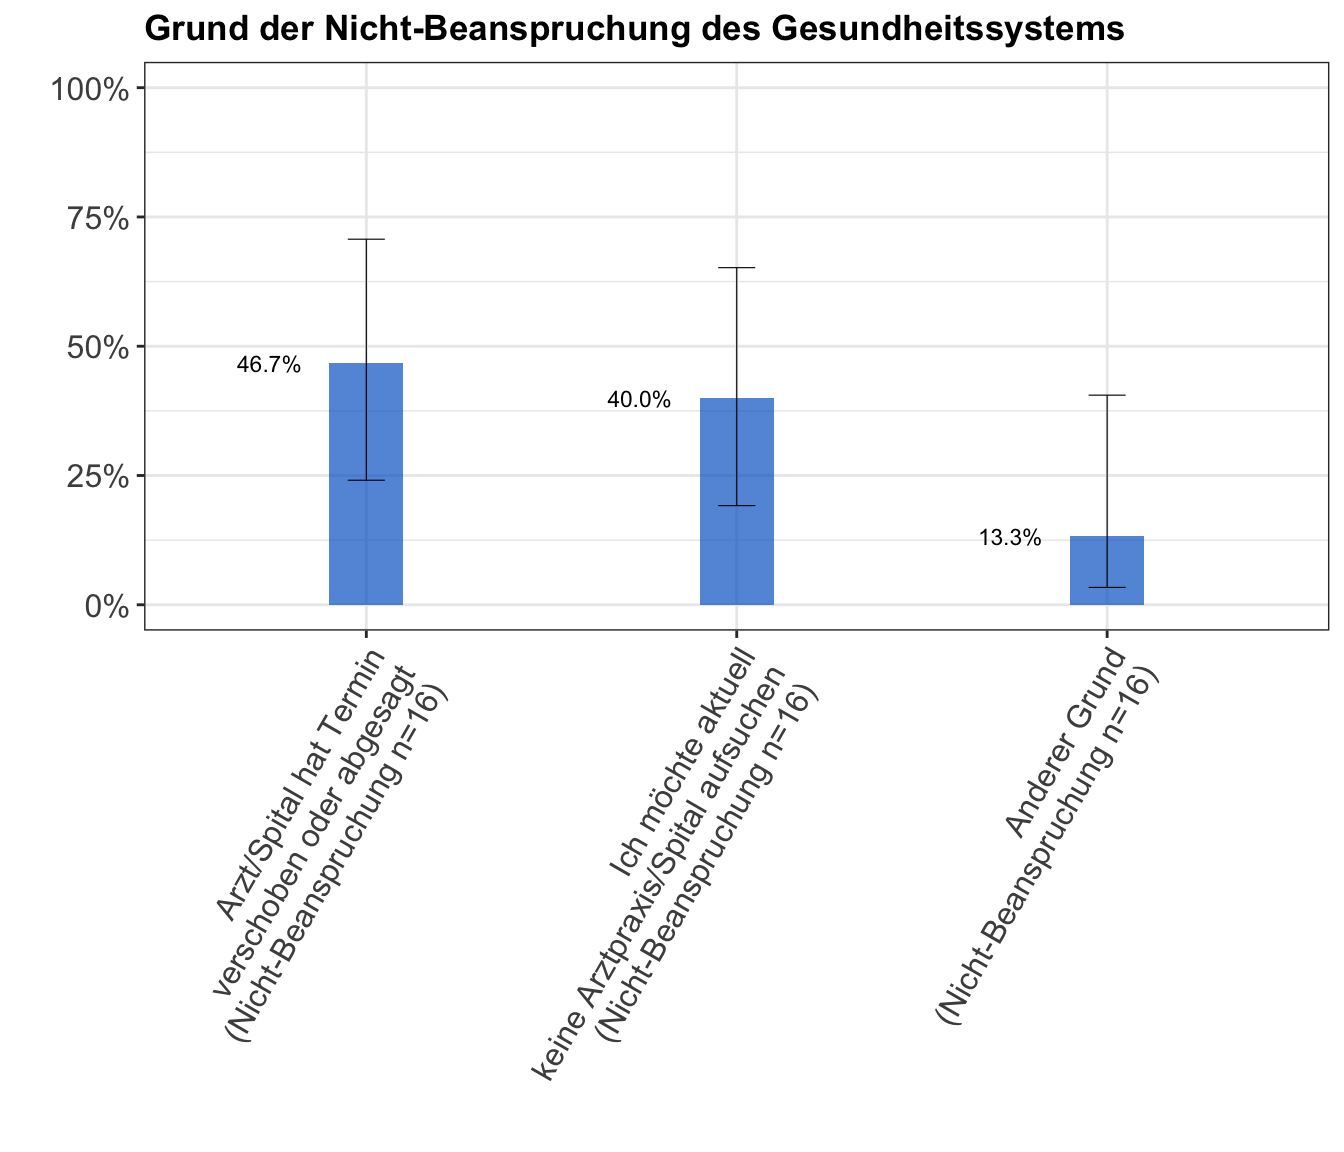 Grund der Nicht-Beanspruchung des Gesundheitssystems
100%
75%
50%
25%
0%
46.7%
40.0%
13.3%
Arzt/Spital hat Termin
verschoben oder abgesagt
(Nicht-Beanspruchung n=16)
Ich möchte aktuell
keine Arztpraxis/Spital aufsuchen
(Nicht-Beanspruchung n=16)
Anderer Grund
(Nicht-Beanspruchung n=16)